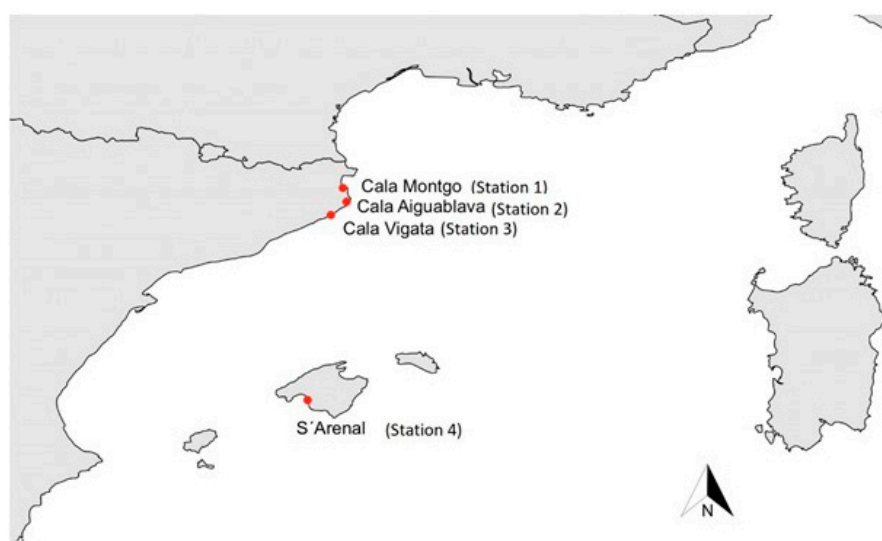 Cala Montgo (Station 1)
Cala Aiguablava (Station 2)
Cala Vigata (Station 3)
S´Arenal (Station 4)
N